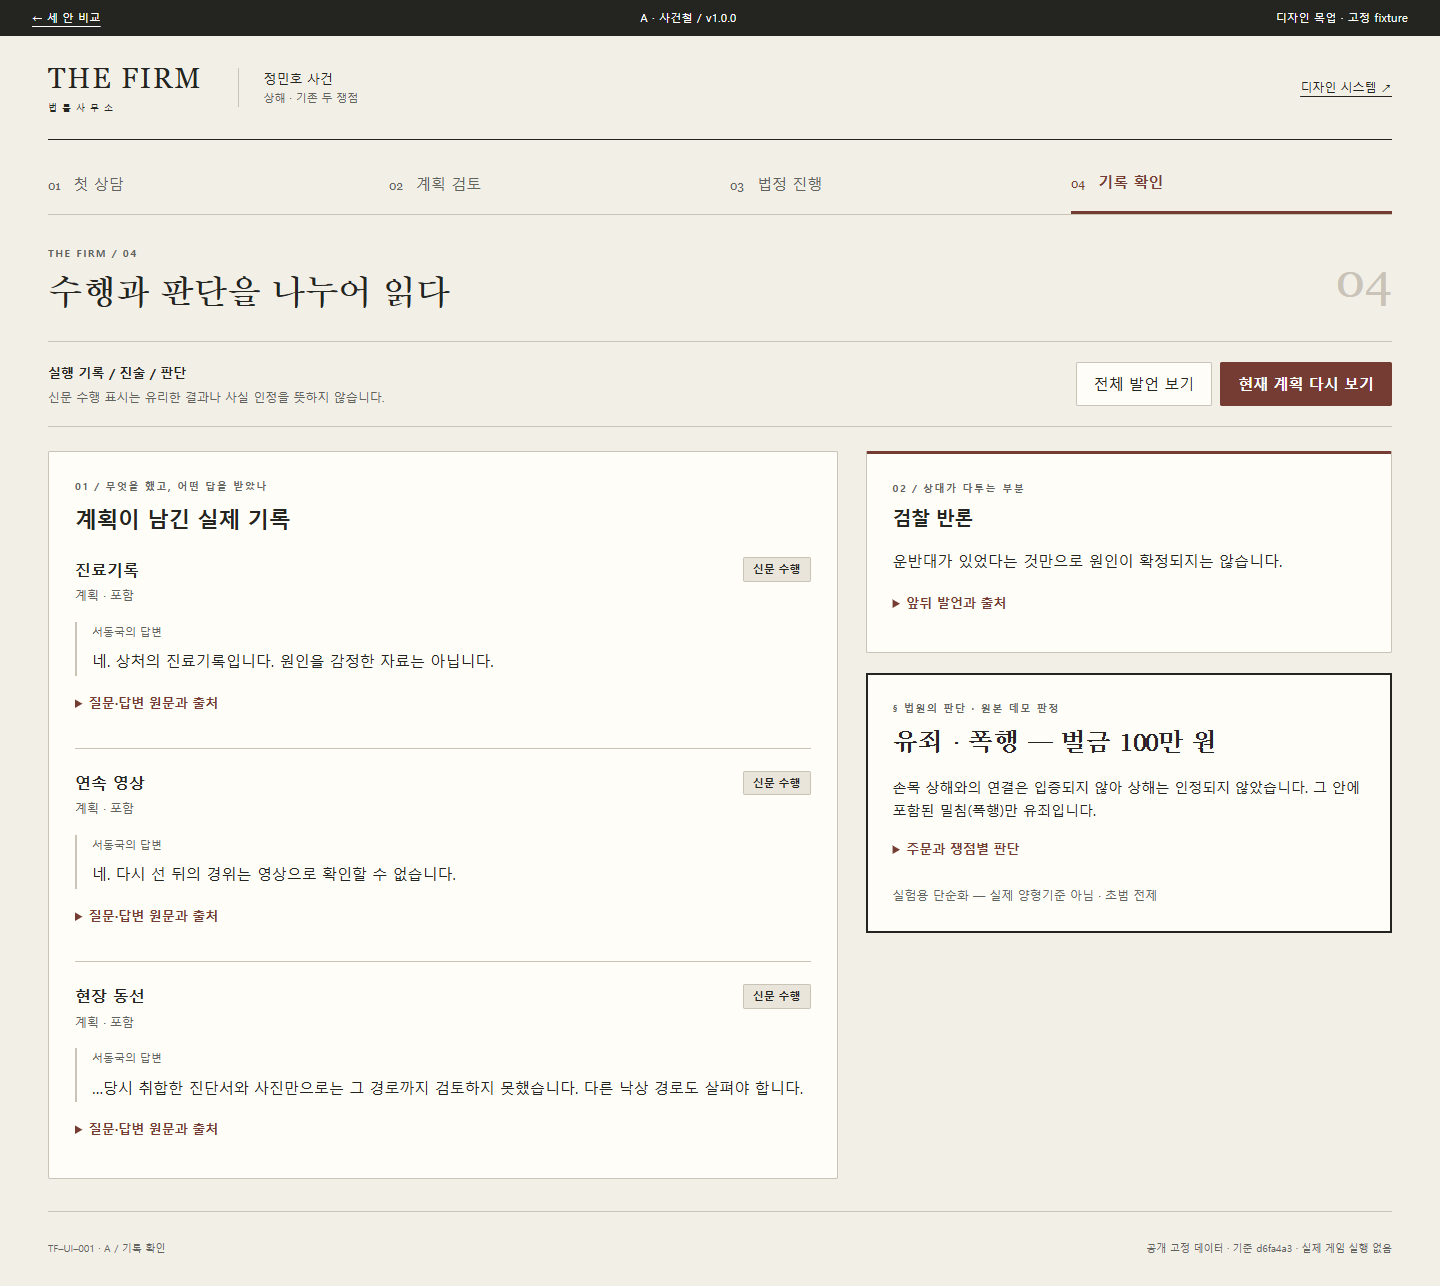 ← 세 안 비교
A · 사건철 / v1.0.0
디자인 목업 · 고정 fixture
THE FIRM
법률사무소
정민호 사건
상해 · 기존 두 쟁점
디자인 시스템 ↗
01 첫 상담
02 계획 검토
03 법정 진행
04 기록 확인
THE FIRM / 04
수행과 판단을 나누어 읽다
04
실행 기록 / 진술 / 판단
신문 수행 표시는 유리한 결과나 사실 인정을 뜻하지 않습니다.
전체 발언 보기
현재 계획 다시 보기
01 / 무엇을 했고, 어떤 답을 받았나
계획이 남긴 실제 기록
진료기록
신문 수행
계획 · 포함
서동국의 답변
네. 상처의 진료기록입니다. 원인을 감정한 자료는 아닙니다.
▶ 질문·답변 원문과 출처
연속 영상
신문 수행
계획 · 포함
서동국의 답변
네. 다시 선 뒤의 경위는 영상으로 확인할 수 없습니다.
▶ 질문·답변 원문과 출처
현장 동선
신문 수행
계획 · 포함
서동국의 답변
...당시 취합한 진단서와 사진만으로는 그 경로까지 검토하지 못했습니다. 다른 낙상 경로도 살펴야 합니다.
▶ 질문·답변 원문과 출처
02 / 상대가 다투는 부분
검찰 반론
운반대가 있었다는 것만으로 원인이 확정되지는 않습니다.
▶ 앞뒤 발언과 출처
§ 법원의 판단 · 원본 데모 판정
유죄 · 폭행 — 벌금 100만 원
손목 상해와의 연결은 입증되지 않아 상해는 인정되지 않았습니다. 그 안에
포함된 밀침(폭행)만 유죄입니다.
▶ 주문과 쟁점별 판단
실험용 단순화 — 실제 양형기준 아님 · 초범 전제
TF-UI-001 · A / 기록 확인
공개 고정 데이터 · 기준 d6fa4a3 · 실제 게임 실행 없음